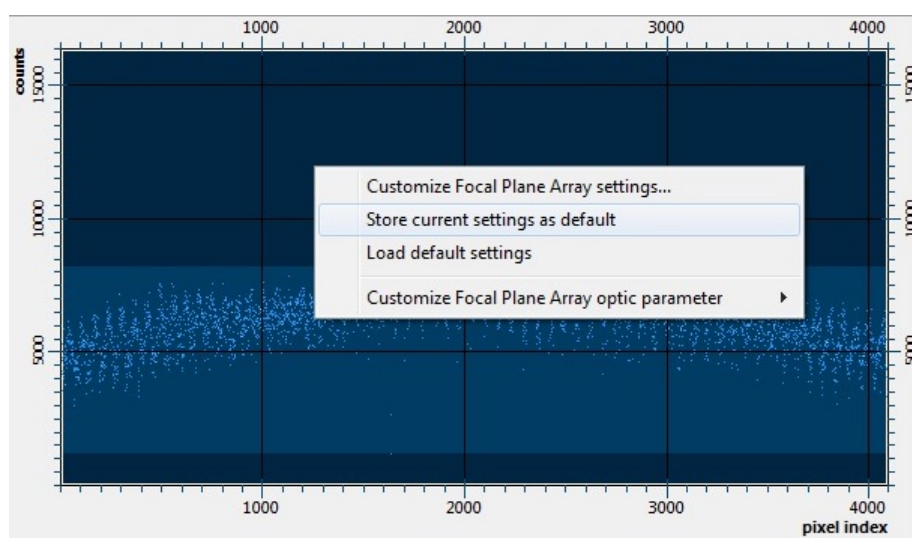 1000 2000 3000 4000
counts
15000 15000
Customize Focal Plane Array settings...
Store current settings as default
10000 10000
Load default settings
Customize Focal Plane Array optic parameter
5000 5000
1000 2000 3000 4000
pixel index